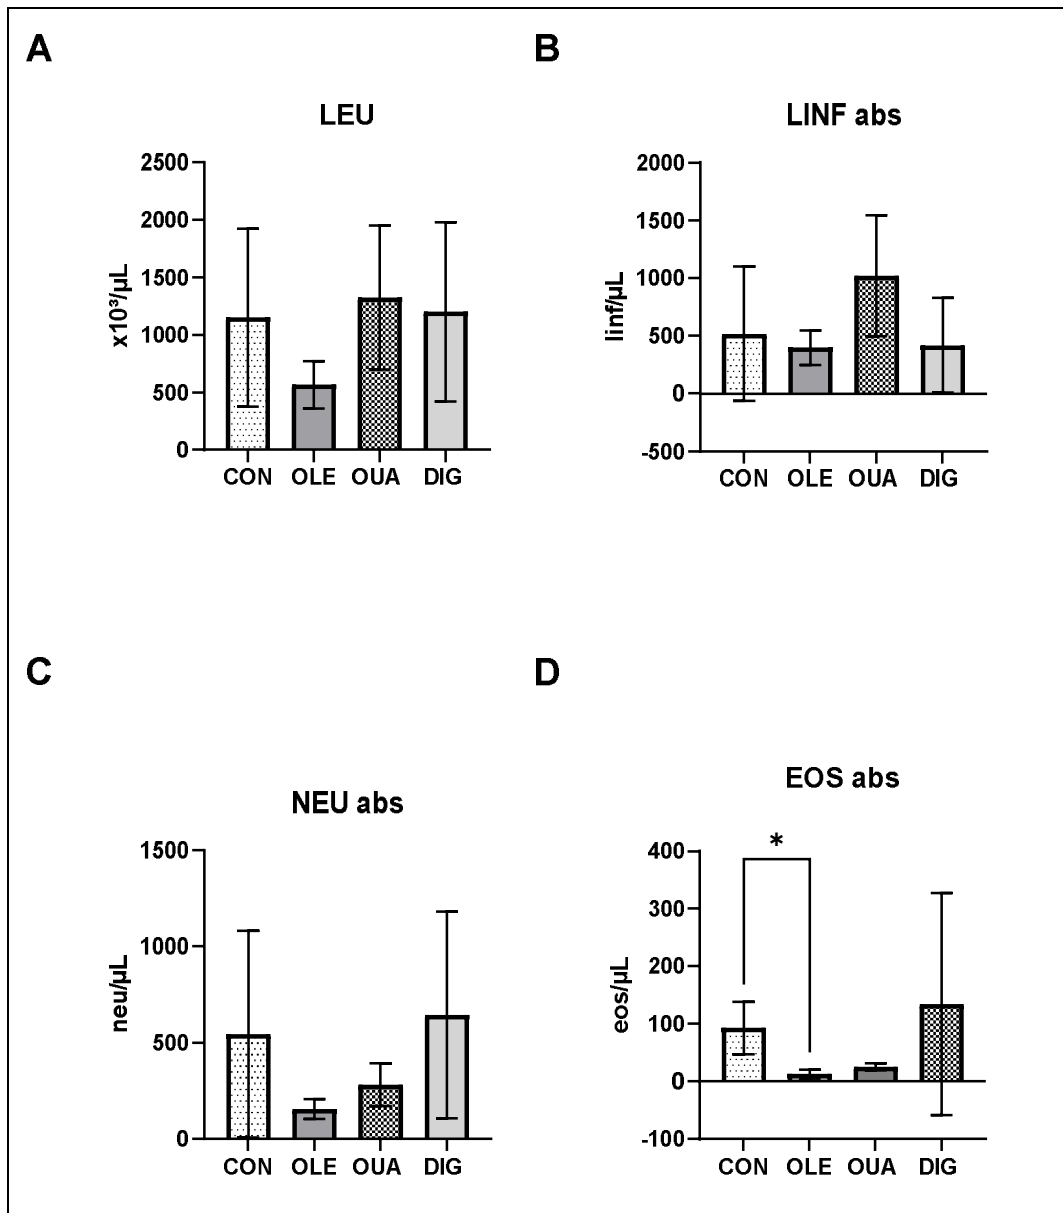 A
LEU
2500
2000
1500
1000
500
0
x10³/µL
CON OLE OUA DIG
B
LINF abs
2000
1500
1000
500
0
-500
linf/µL
CON OLE OUA DIG
C
NEU abs
1500
1000
500
0
neu/µL
CON OLE OUA DIG
D
EOS abs
*
400
300
200
100
0
-100
eos/µL
CON OLE OUA DIG